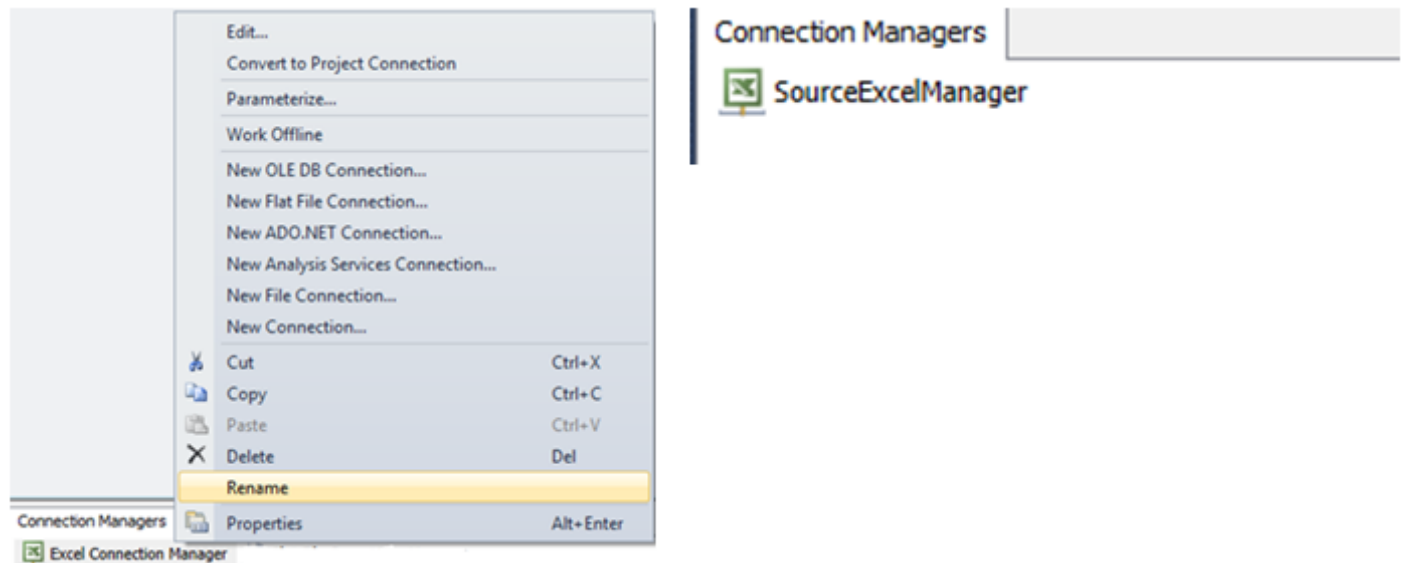 Edit...
Convert to Project Connection
Parameterize...
Work Offline
New OLE DB Connection...
New Flat File Connection...
New ADO.NET Connection...
New Analysis Services Connection...
New File Connection...
New Connection...
Cut Ctrl+X
Copy Ctrl+C
Paste Ctrl+V
Delete Del
Rename
Properties Alt+Enter
Connection Managers
Excel Connection Manager
Connection Managers
SourceExcelManager